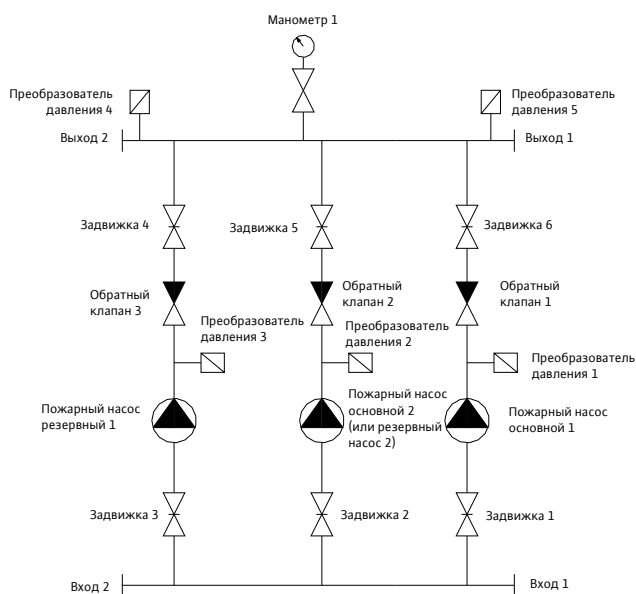 Манометр 1
Преобразователь
давления 4
Преобразователь
давления 5
Выход 2
Выход 1
Задвижка 4
Задвижка 5
Задвижка 6
Обратный
клапан 3
Обратный
клапан 2
Обратный
клапан 1
Преобразователь
давления 3
Преобразователь
давления 2
Преобразователь
давления 1
Пожарный насос
резервный 1
Пожарный насос
основной 2
(или резервный
насос 2)
Пожарный насос
основной 1
Задвижка 3
Задвижка 2
Задвижка 1
Вход 2
Вход 1